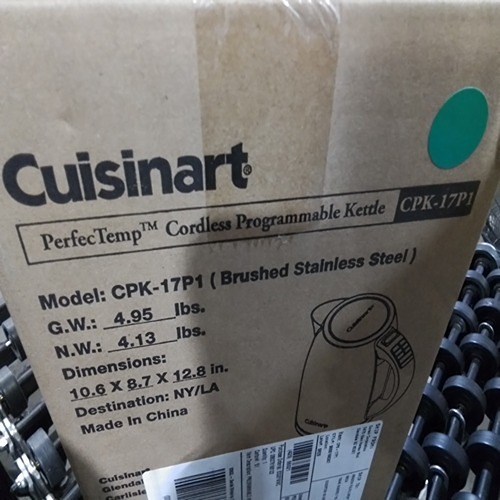 Cuisinart®
PerfecTemp™ Cordless Programmable Kettle CPK-17P1
Model: CPK-17P1 (Brushed Stainless Steel)
G.W.: 4.95 lbs.
N.W.: 4.13 lbs.
Dimensions:
10.6 X 8.7 X 12.8 in.
Destination: NY/LA
Made In China
Cuisinart